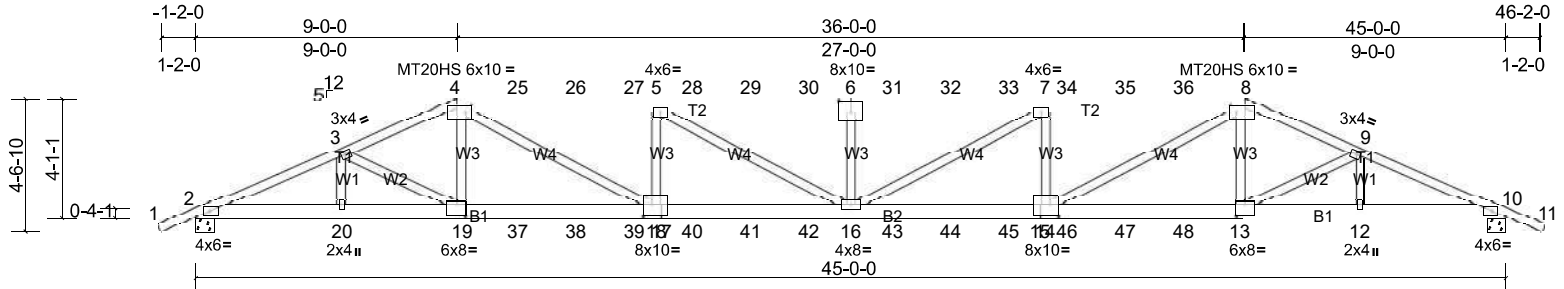 -1-2-0 9-0-0 36-0-0 45-0-0 46-2-0
1-2-0 9-0-0 27-0-0 9-0-0 1-2-0
MT20HS 6x10 = 4x6= 8x10= 4x6= MT20HS 6x10 =
12
5
4 25 26 27 5 28 29 30 6 31 32 33 7 34 35 36 8
T2 T2
3x4 = 3x4 =
3 9
T1 W3 W4 W3 W4 W3 W4 W3 W4 W3 T1
W1 W2 W2 W1
4-6-10
4-1-1
0-4-1
1 2 10 11
B1 B2 B1
20 19 37 38 39 18 17 40 41 42 16 43 44 45 15 14 46 47 48 13 12
4x6= 2x4 II 6x8= 8x10= 4x8= 8x10= 6x8= 2x4 II 4x6=
45-0-0